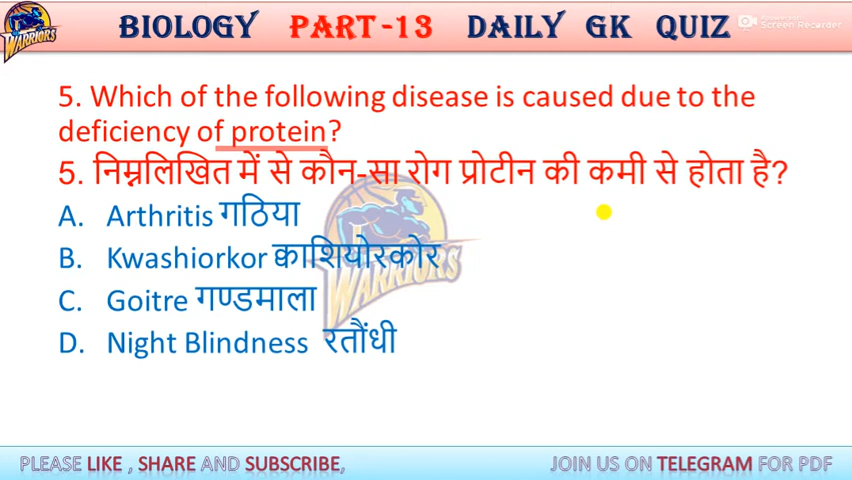 WARRIORS
BIOLOGY PART-13 DAILY GK QUIZ
Screen Recorder
5. Which of the following disease is caused due to the
deficiency of protein?
5. निम्नलिखित में से कौन-सा रोग प्रोटीन की कमी से होता है?
A. Arthritis गठिया
B. Kwashiorkor क्वाशियोरकोर
C. Goitre गण्डमाला
D. Night Blindness रतौंधी
PLEASE LIKE , SHARE AND SUBSCRIBE,
JOIN US ON TELEGRAM FOR PDF